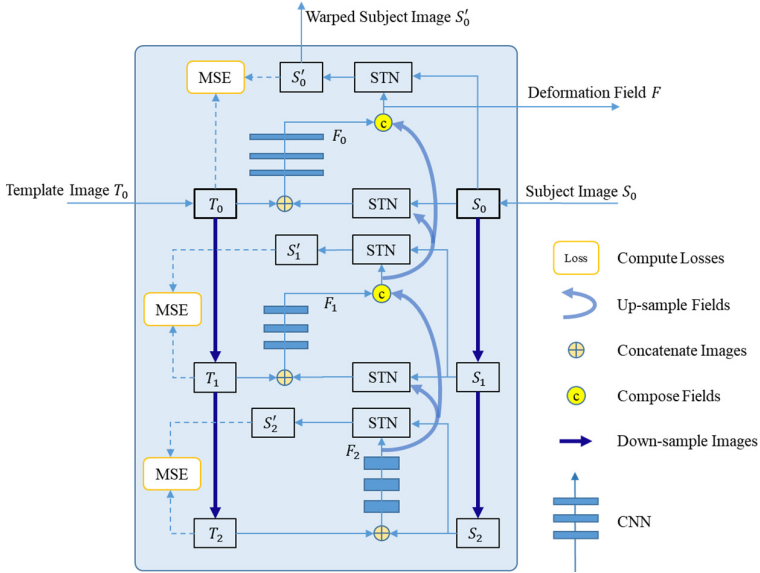 Warped Subject Image S′₀
MSE
S′₀
STN
Deformation Field F
c
F₀
Template Image T₀
T₀
STN
S₀
Subject Image S₀
S′₁
STN
MSE
F₁
c
T₁
STN
S₁
S′₂
STN
MSE
F₂
T₂
S₂
Loss
Compute Losses
Up-sample Fields
Concatenate Images
c
Compose Fields
Down-sample Images
CNN